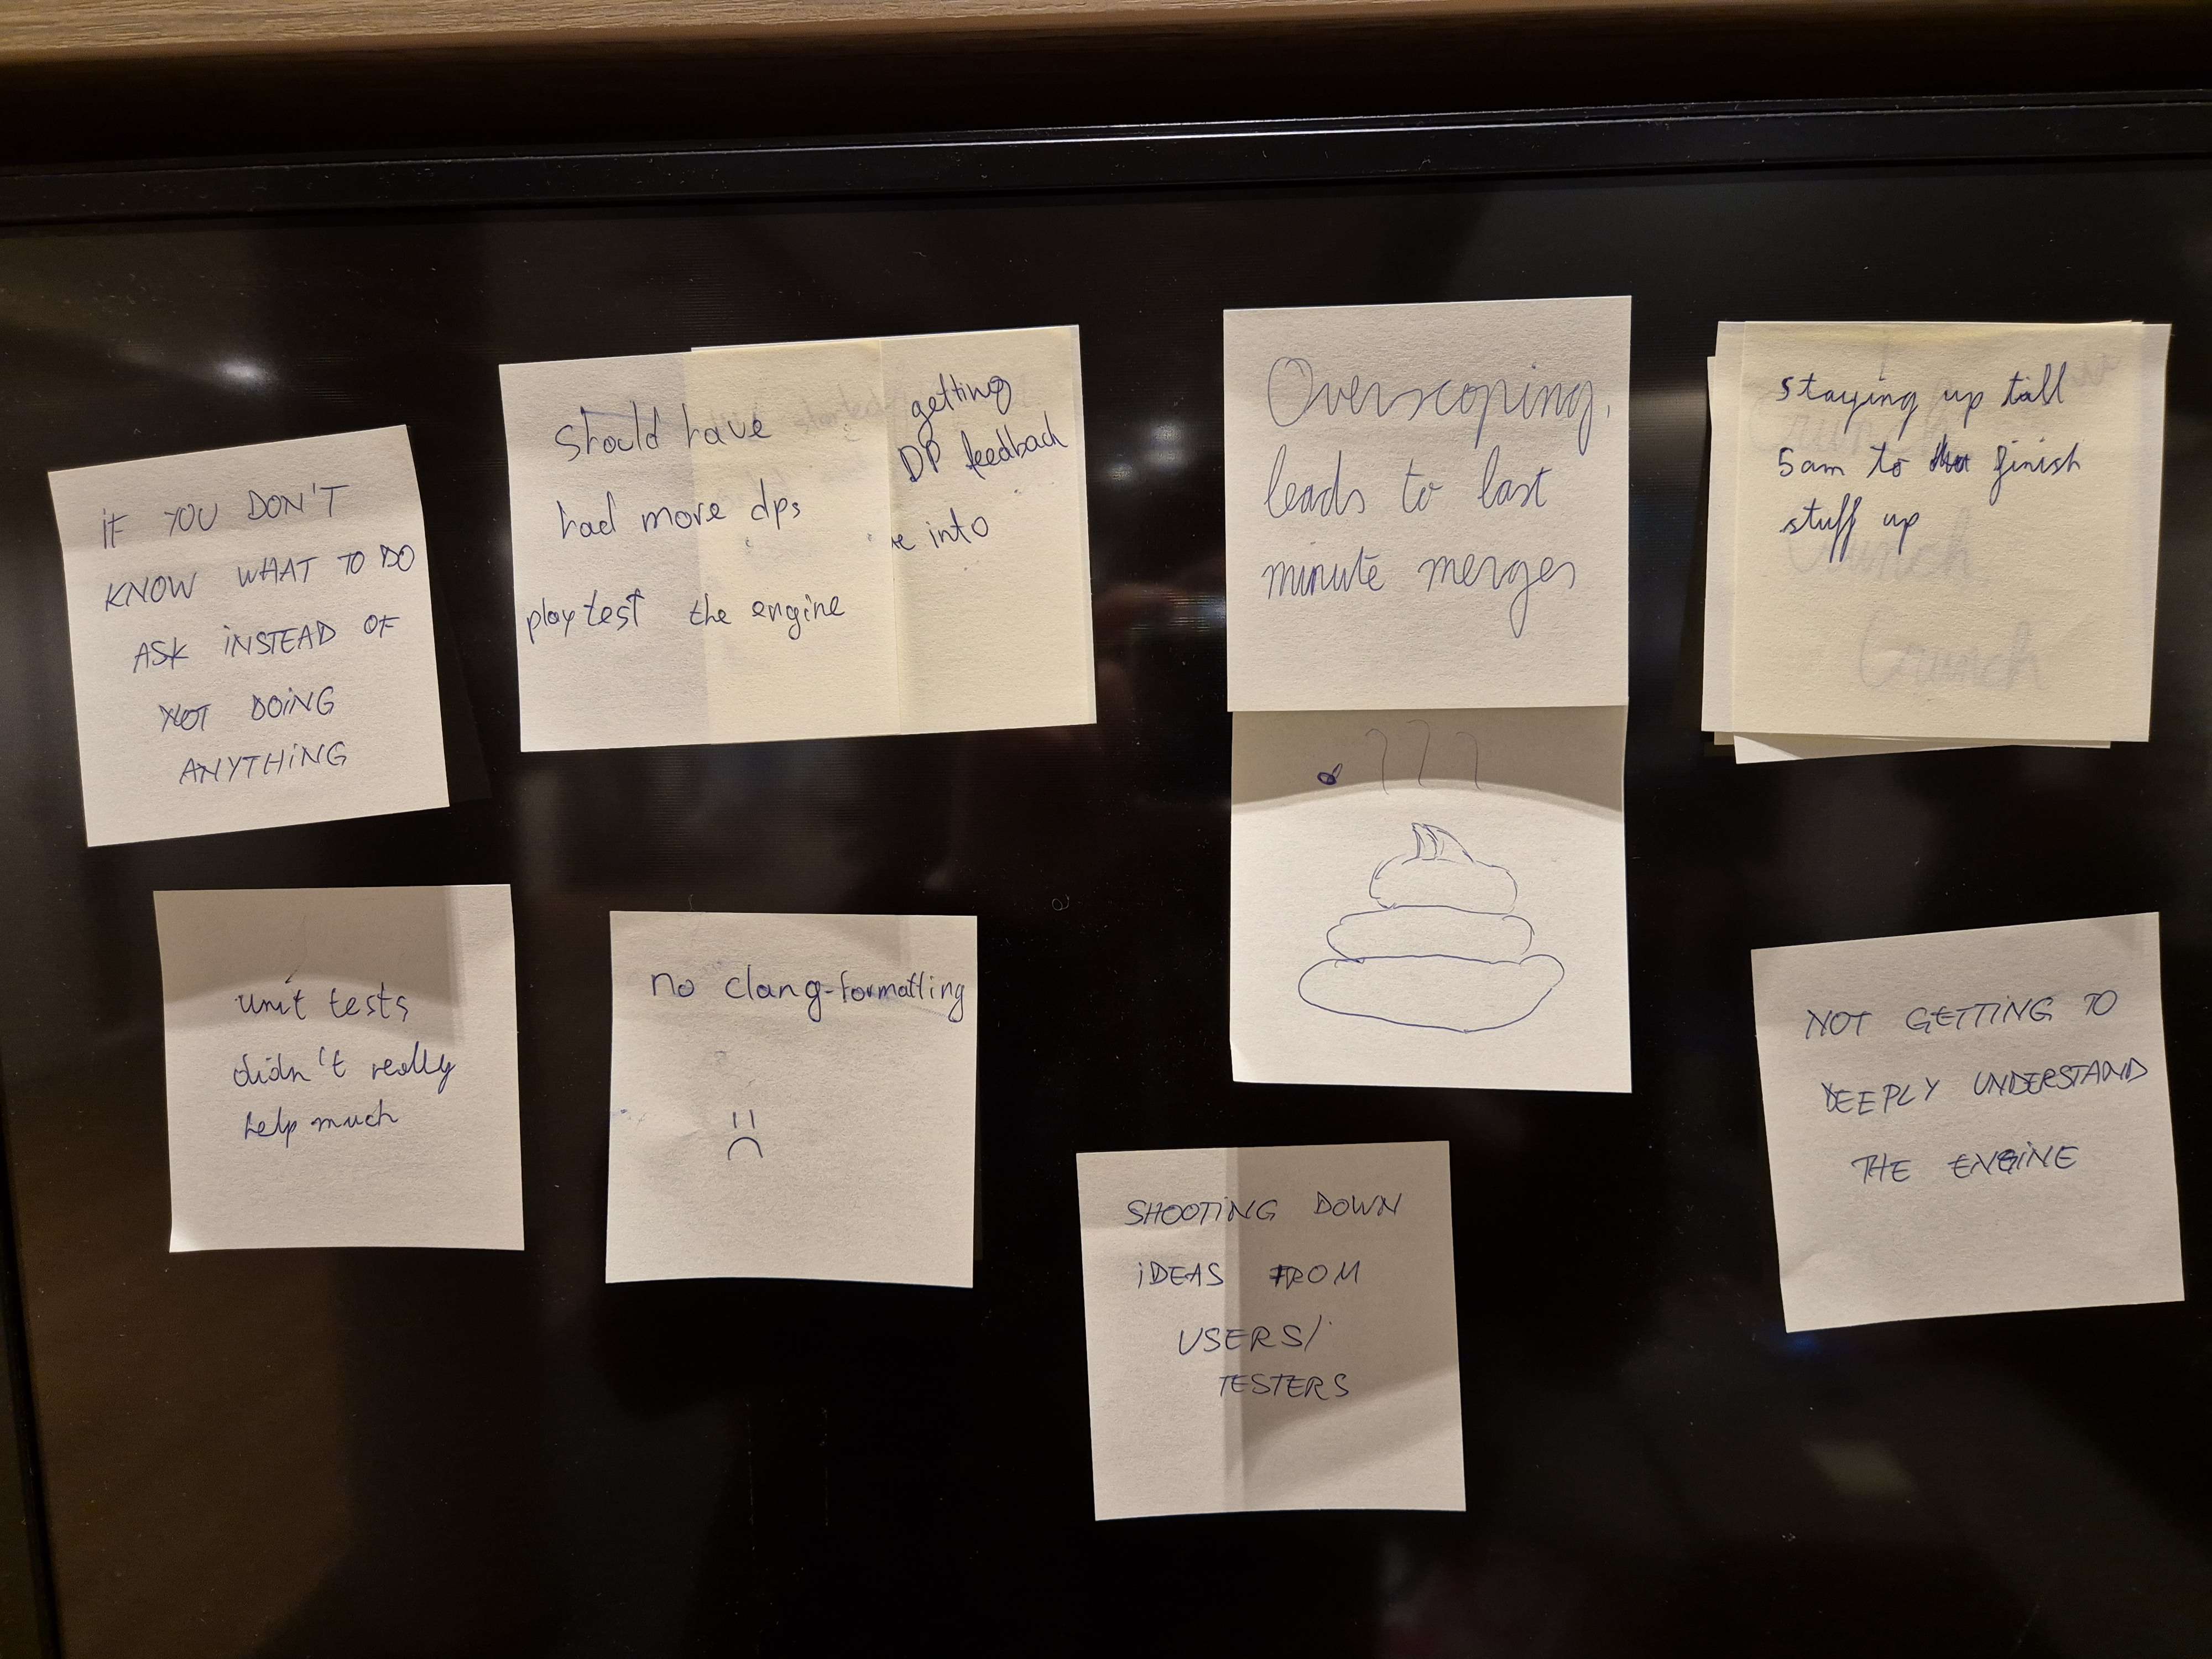 iF YOU DON'T
KNOW WHAT TO DO
ASK iNSTEAD OF
NOT DOiNG
ANYTHiNG
should have
had more dps
playtest the engine
getting
DP feedback
into
Overscoping,
leads to last
minute merges
staying up till
5am to finish
stuff up
Crunch
Crunch
unit tests
didn't really
help much
no clang-formatting
SHOOTiNG DOWN
iDEAS FROM
USERS/
TESTERS
NOT GETTiNG TO
DEEPLY UNDERSTAND
THE ENGiNE